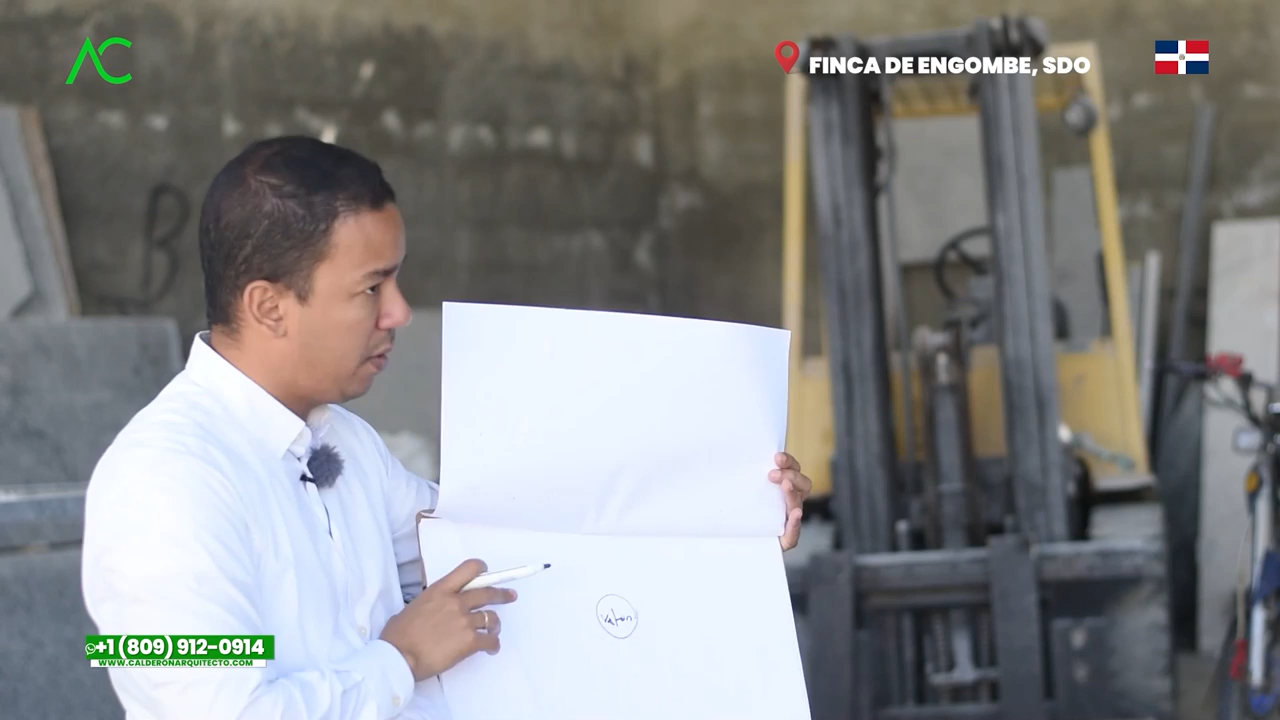 AC
FINCA DE ENGOMBE, SDO
B
+1 (809) 912-0914
WWW.CALDERONARQUITECTO.COM